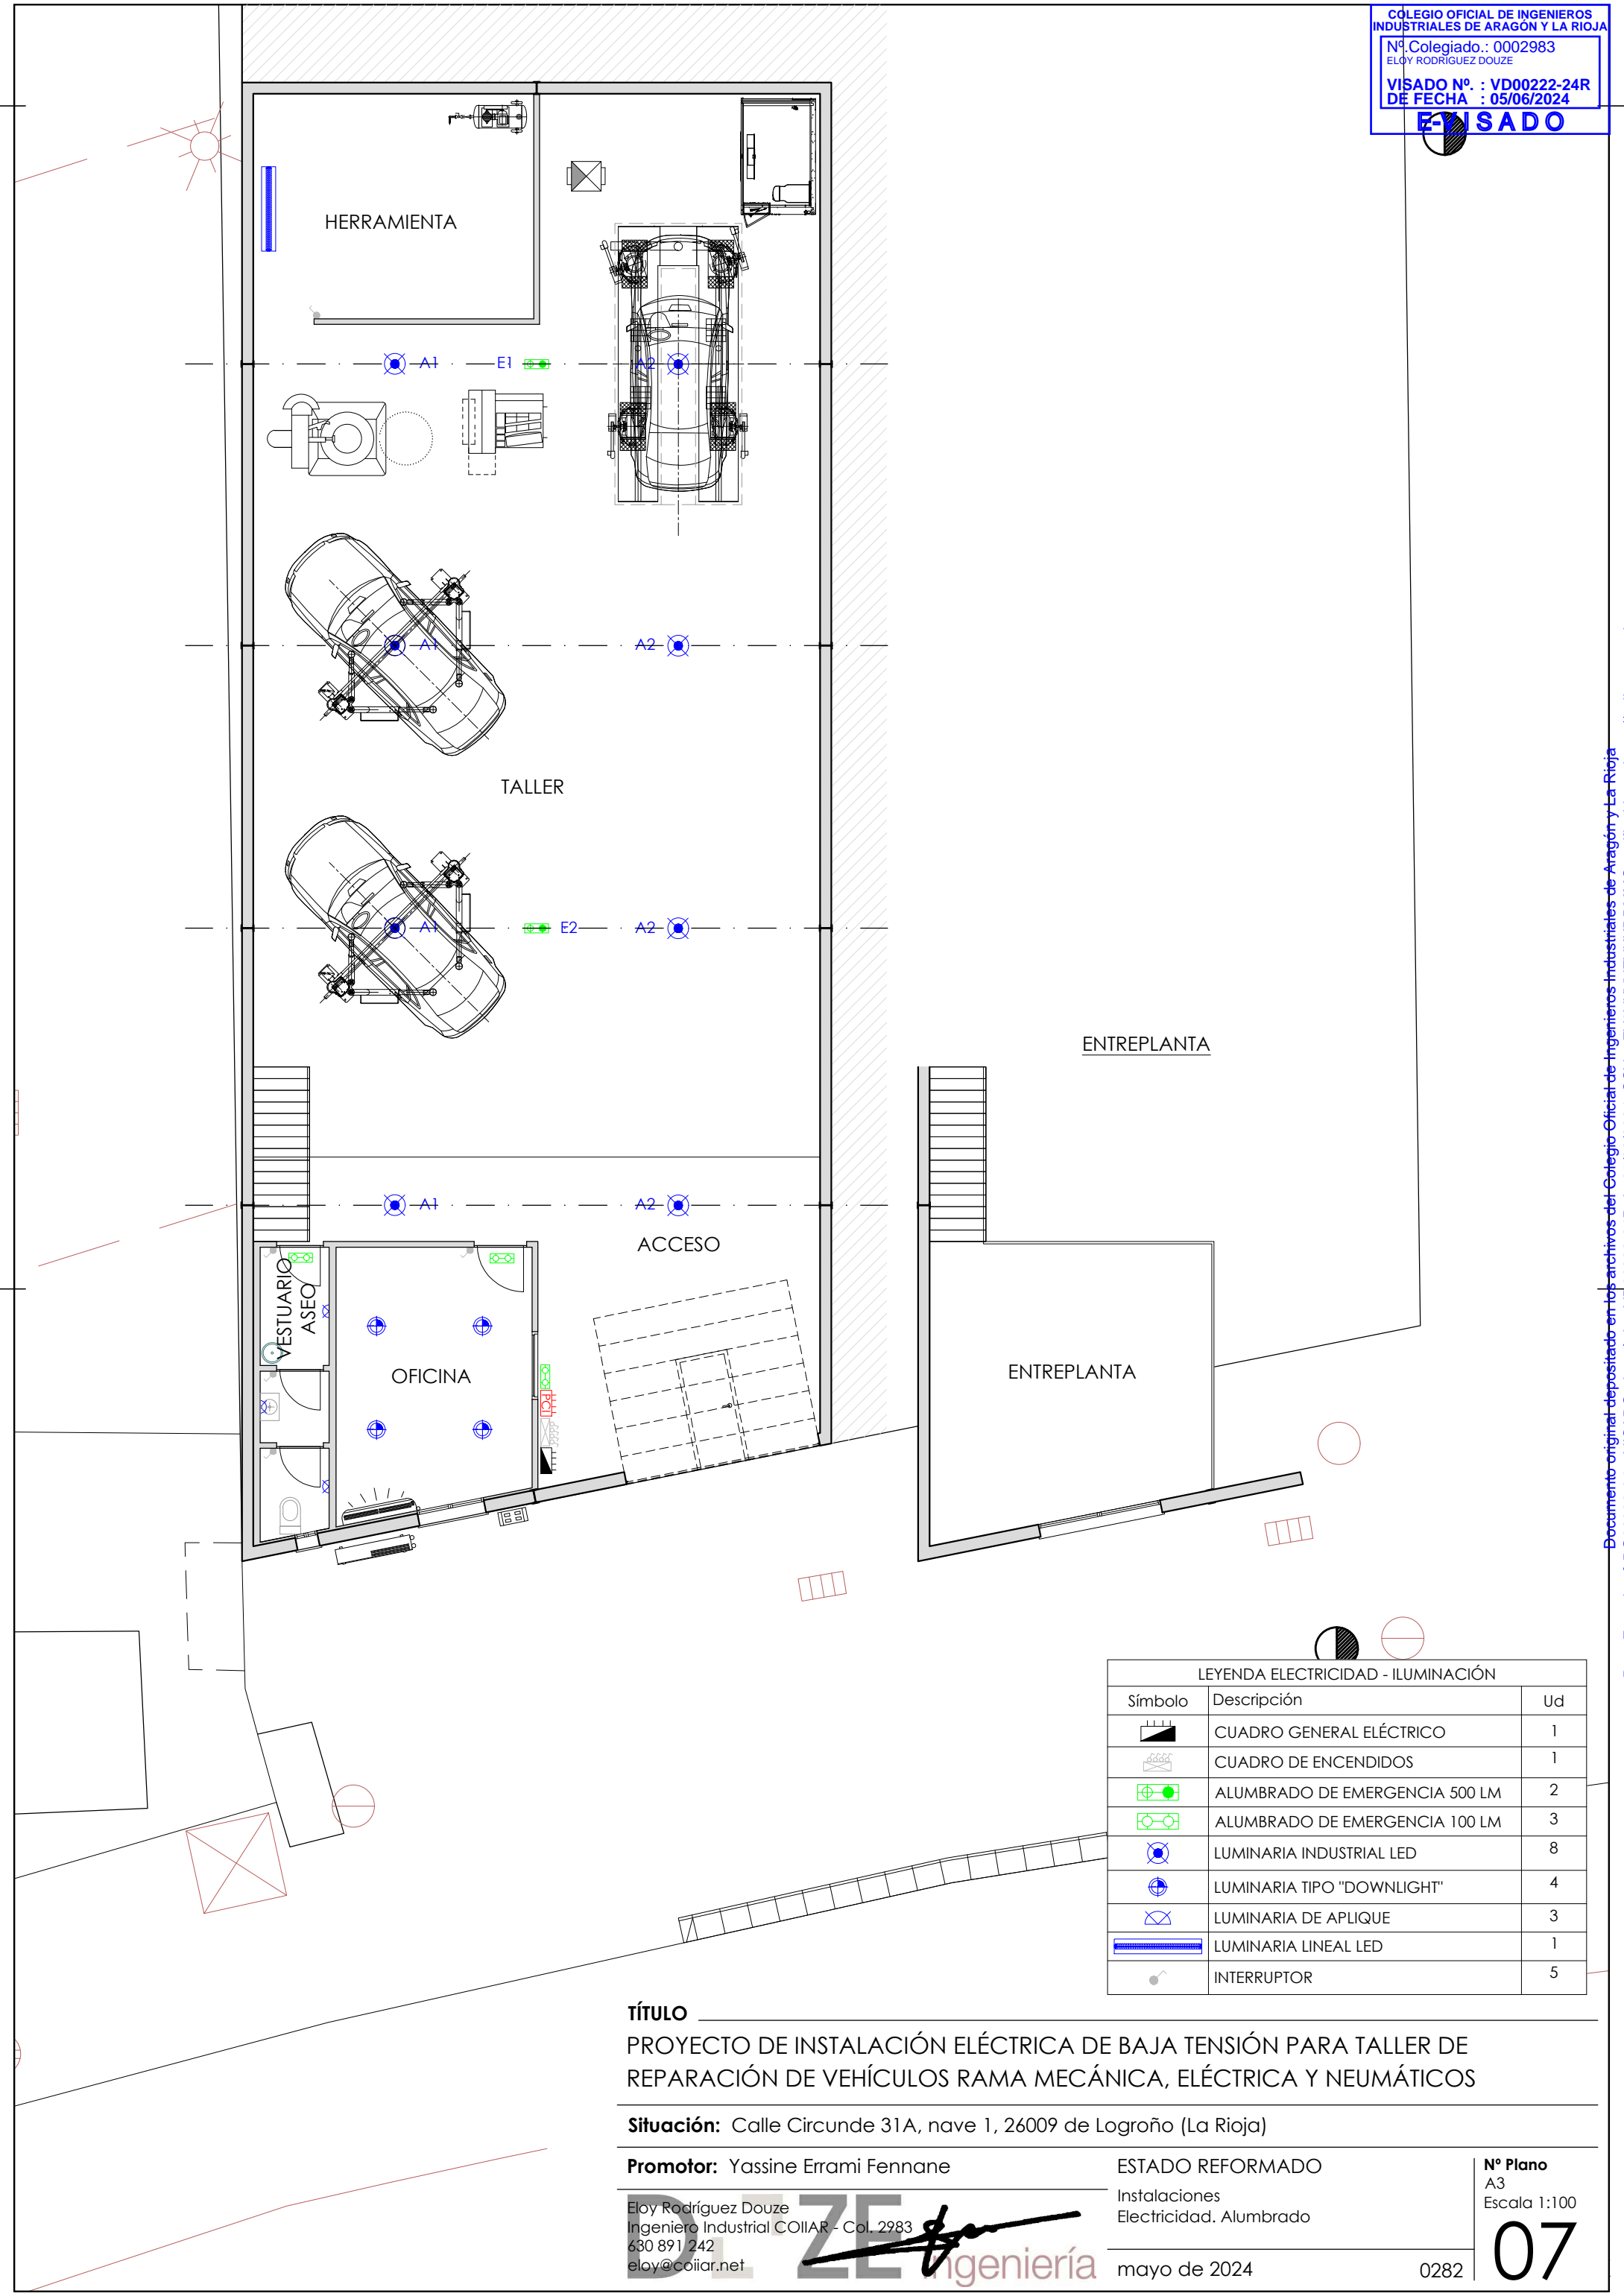 COLEGIO OFICIAL DE INGENIEROS
INDUSTRIALES DE ARAGÓN Y LA RIOJA
Nº.Colegiado.: 0002983
ELOY RODRÍGUEZ DOUZE
VISADO Nº. : VD00222-24R
DE FECHA : 05/06/2024
E-VISADO
HERRAMIENTA
A1
E1
A2
A1
A2
TALLER
A1
E2
A2
ENTREPLANTA
A1
A2
ACCESO
VESTUARIO
ASEO
OFICINA
PCI
ENTREPLANTA
Documento original depositado en los archivos del Colegio Oficial de Ingenieros Industriales de Aragón y La Rioja
LEYENDA ELECTRICIDAD - ILUMINACIÓN
Símbolo Descripción Ud
CUADRO GENERAL ELÉCTRICO 1
CUADRO DE ENCENDIDOS 1
ALUMBRADO DE EMERGENCIA 500 LM 2
ALUMBRADO DE EMERGENCIA 100 LM 3
LUMINARIA INDUSTRIAL LED 8
LUMINARIA TIPO "DOWNLIGHT" 4
LUMINARIA DE APLIQUE 3
LUMINARIA LINEAL LED 1
INTERRUPTOR 5
TÍTULO
PROYECTO DE INSTALACIÓN ELÉCTRICA DE BAJA TENSIÓN PARA TALLER DE
REPARACIÓN DE VEHÍCULOS RAMA MECÁNICA, ELÉCTRICA Y NEUMÁTICOS
Situación: Calle Circunde 31A, nave 1, 26009 de Logroño (La Rioja)
Promotor: Yassine Errami Fennane
Eloy Rodríguez Douze
Ingeniero Industrial COIIAR - Col. 2983
630 891 242
eloy@coiiar.net
ingeniería
ESTADO REFORMADO
Instalaciones
Electricidad. Alumbrado
mayo de 2024 0282
Nº Plano
A3
Escala 1:100
07